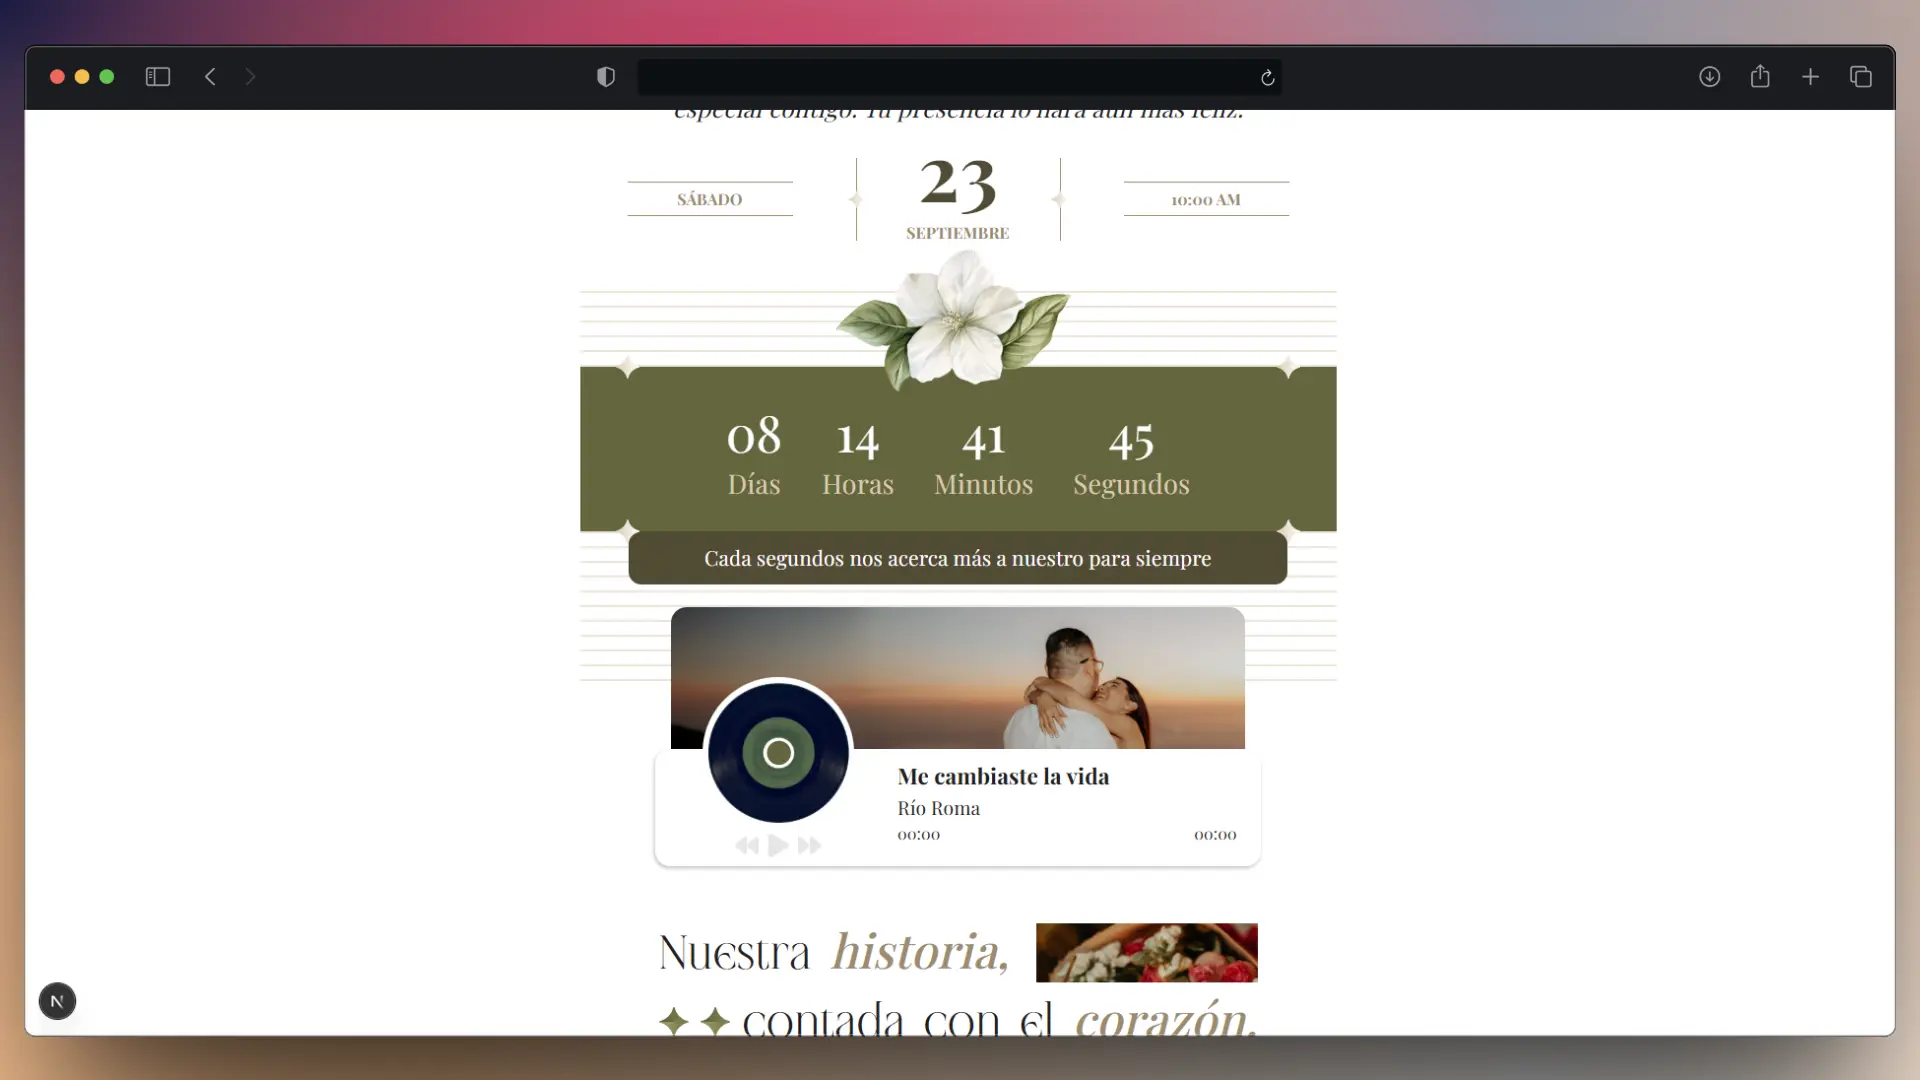 especial contigo. Tu presencia lo hará aún más feliz.
SÁBADO
23
SEPTIEMBRE
10:00 AM
08 14 41 45
Días Horas Minutos Segundos
Cada segundos nos acerca más a nuestro para siempre
Me cambiaste la vida
Río Roma
00:00 00:00
Nuestra historia,
contada con el corazón.
N